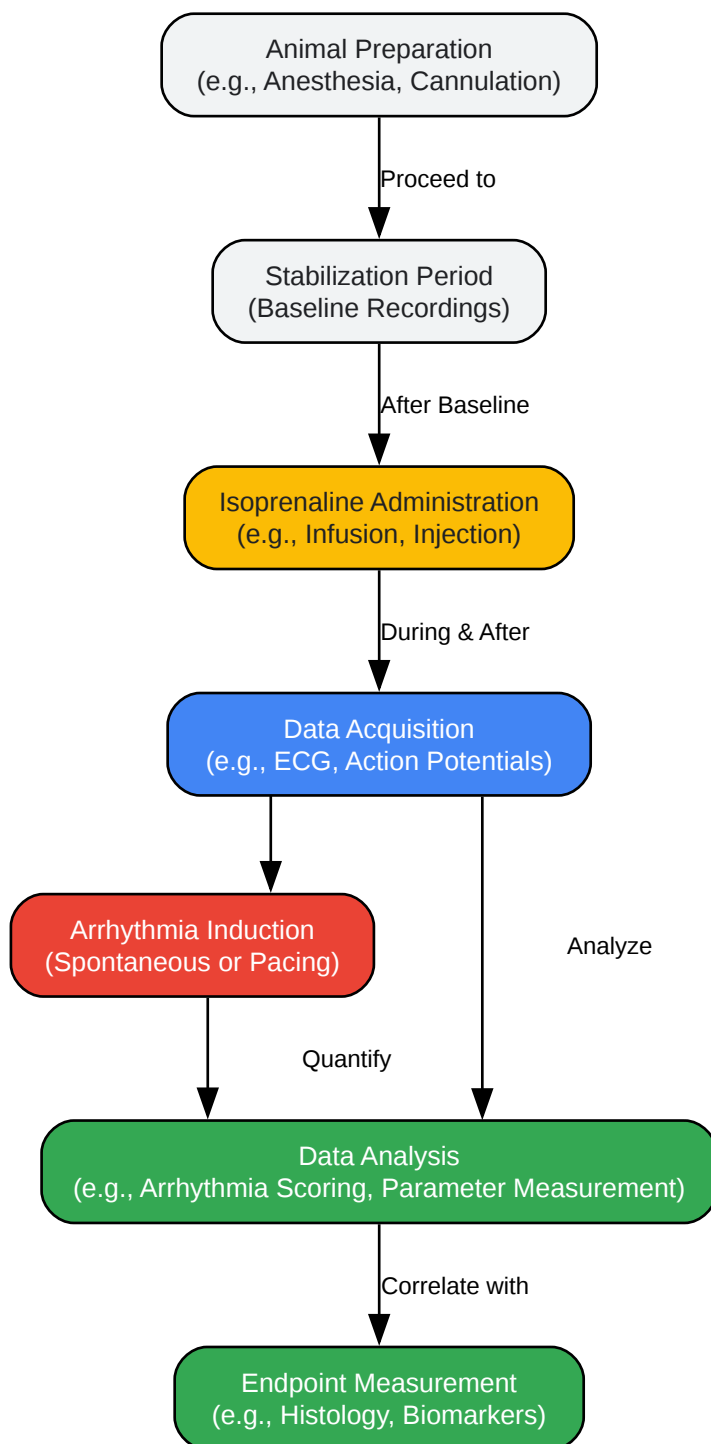 Animal Preparation
(e.g., Anesthesia, Cannulation)
Proceed to
Stabilization Period
(Baseline Recordings)
After Baseline
Isoprenaline Administration
(e.g., Infusion, Injection)
During & After
Data Acquisition
(e.g., ECG, Action Potentials)
Arrhythmia Induction
(Spontaneous or Pacing)
Analyze
Quantify
Data Analysis
(e.g., Arrhythmia Scoring, Parameter Measurement)
Correlate with
Endpoint Measurement
(e.g., Histology, Biomarkers)